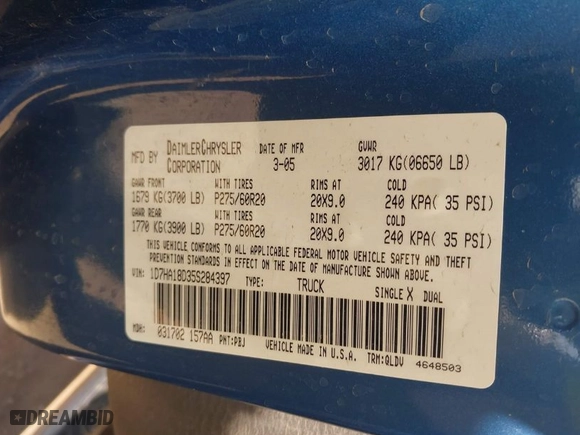 MFD BY DAIMLERCHRYSLER CORPORATION DATE OF MFR 3-05 GVWR 3017 KG(06650 LB)
GAWR FRONT WITH TIRES RIMS AT COLD
1679 KG(3700 LB) P275/60R20 20X9.0 240 KPA( 35 PSI)
GAWR REAR WITH TIRES RIMS AT COLD
1770 KG(3900 LB) P275/60R20 20X9.0 240 KPA( 35 PSI)
THIS VEHICLE CONFORMS TO ALL APPLICABLE FEDERAL MOTOR VEHICLE SAFETY AND THEFT
PREVENTION STANDARDS IN EFFECT ON THE DATE OF MANUFACTURE SHOWN ABOVE.
VIN: 1D7HA18D35S284397 TYPE: TRUCK SINGLE X DUAL
MDH: 031702 157AA PNT:PBJ VEHICLE MADE IN U.S.A. TRM:QLDV 4648503
DREAMBID